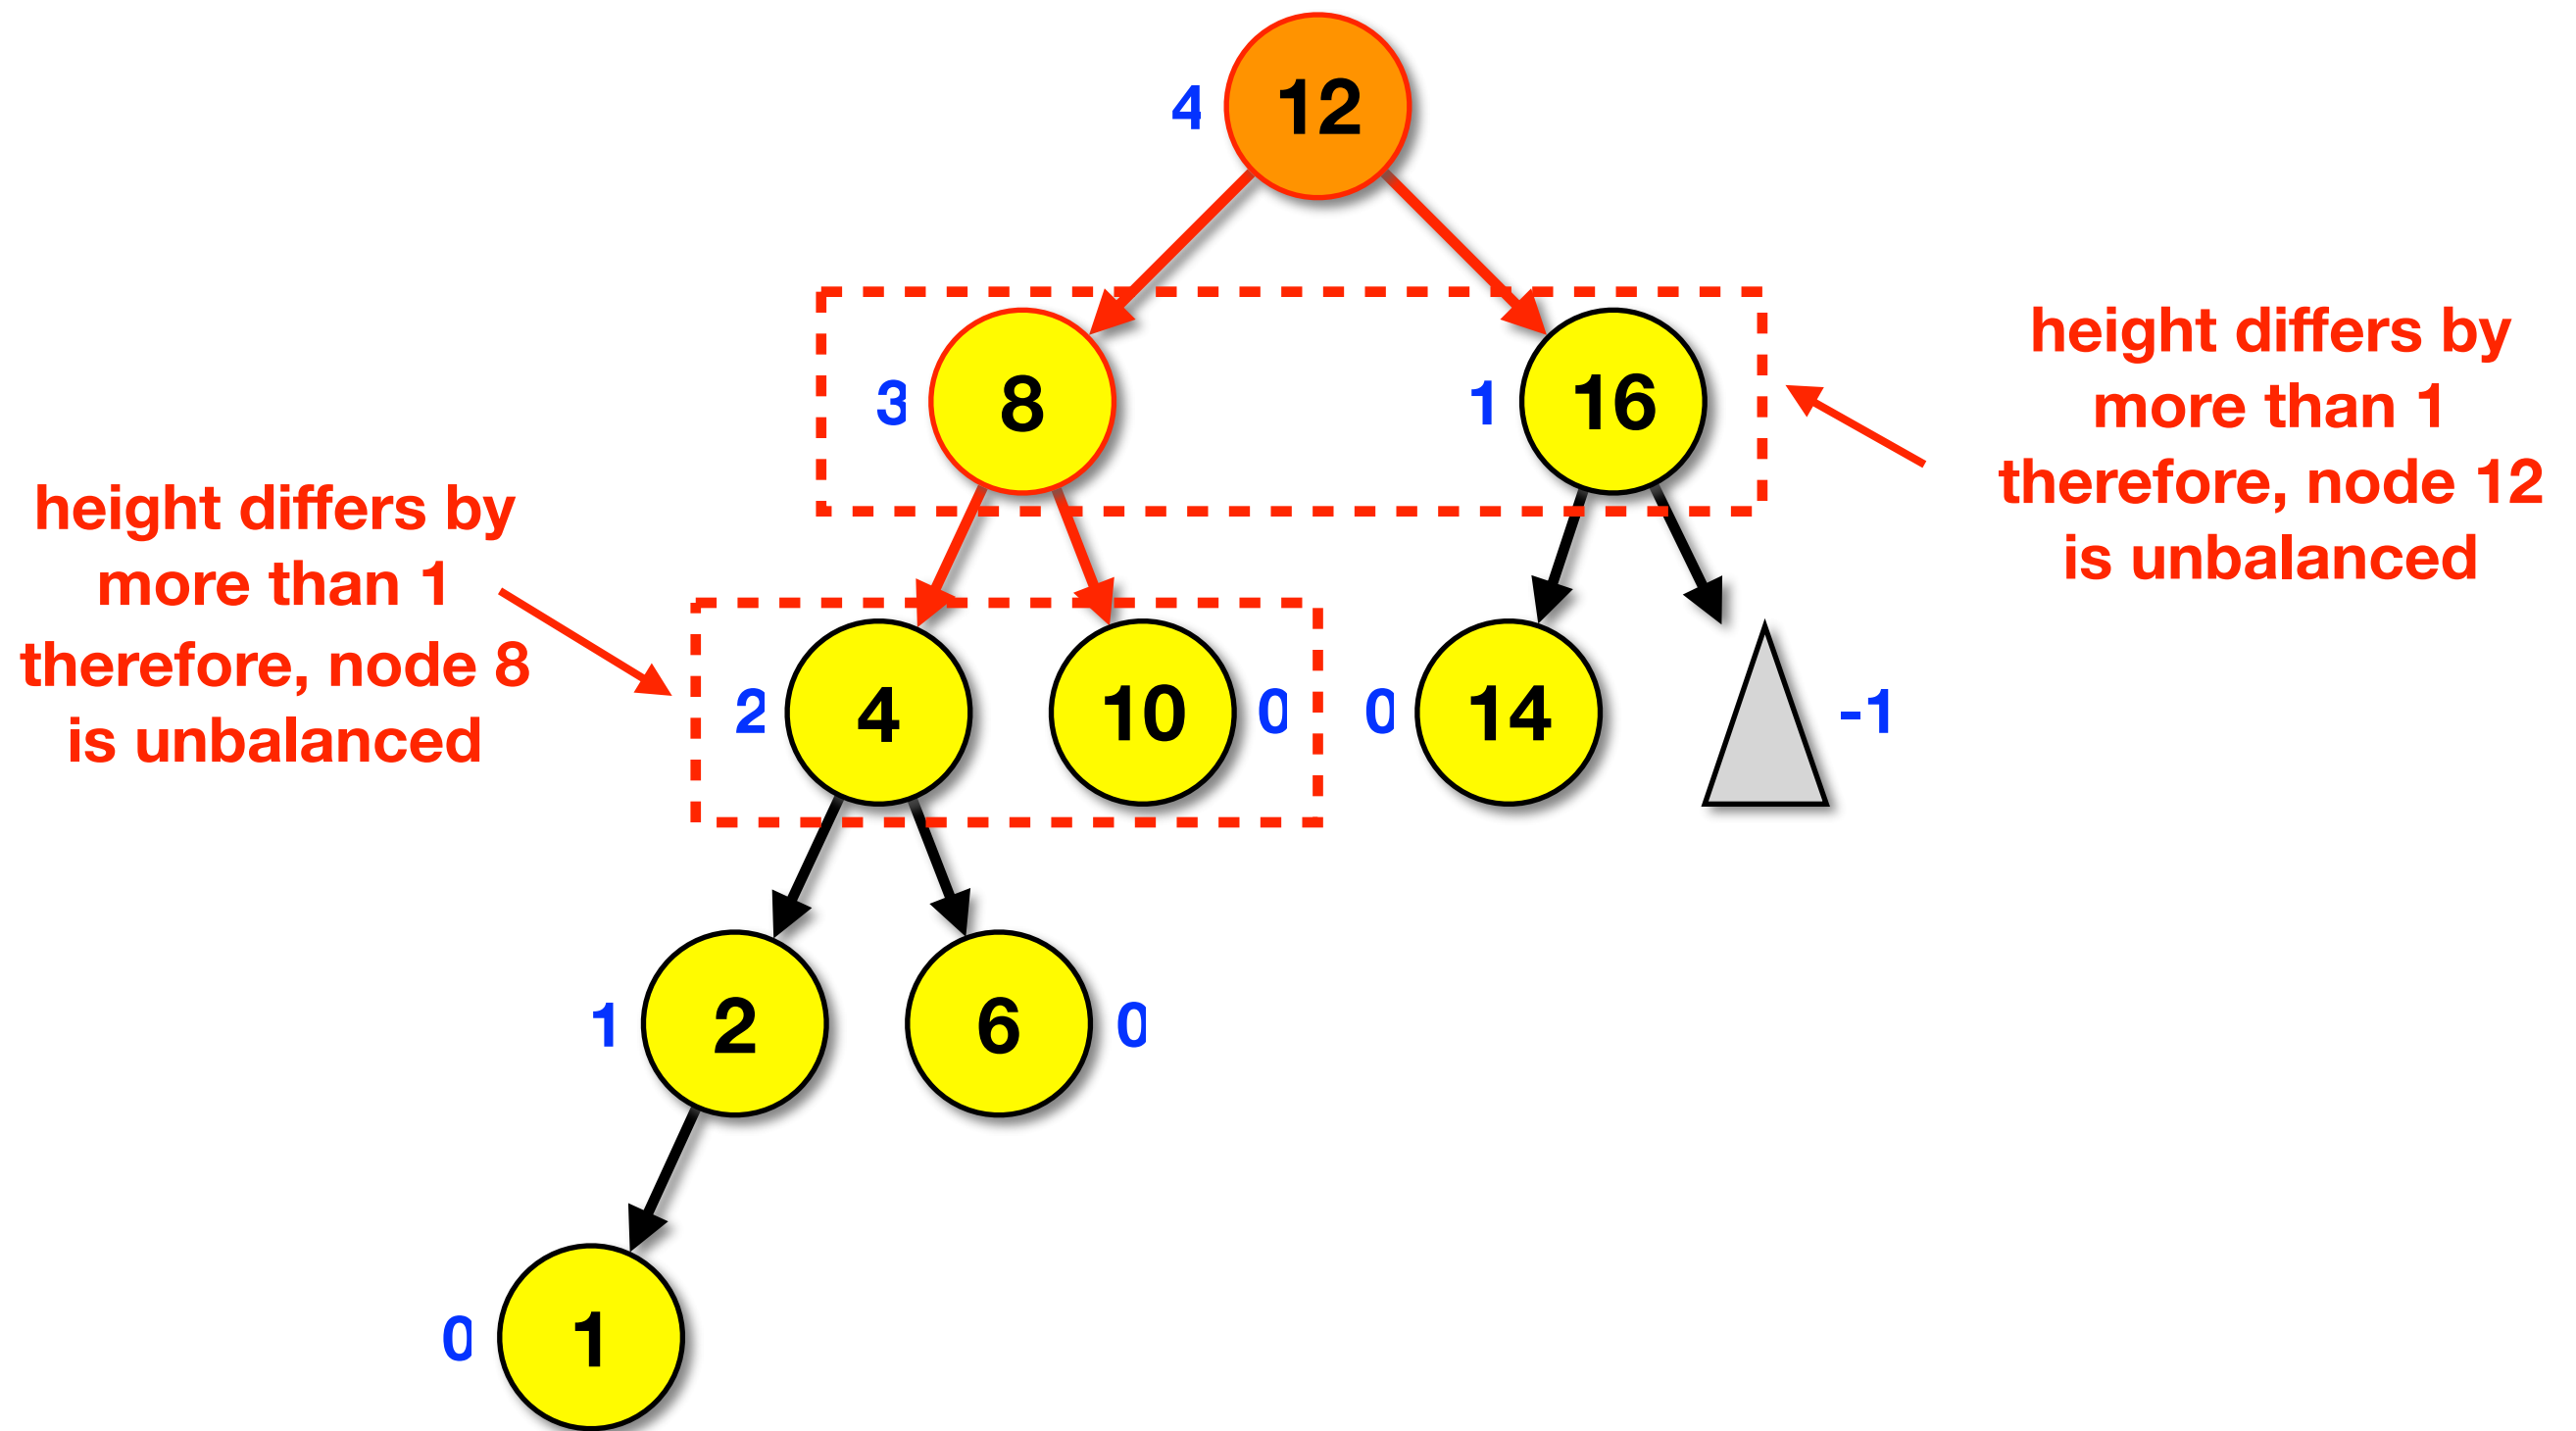 4 12
height differs by
more than 1
therefore, node 12
is unbalanced
3 8 1 16
height differs by
more than 1
therefore, node 8
is unbalanced
2 4 10 0 0 14 -1
1 2 6 0
0 1